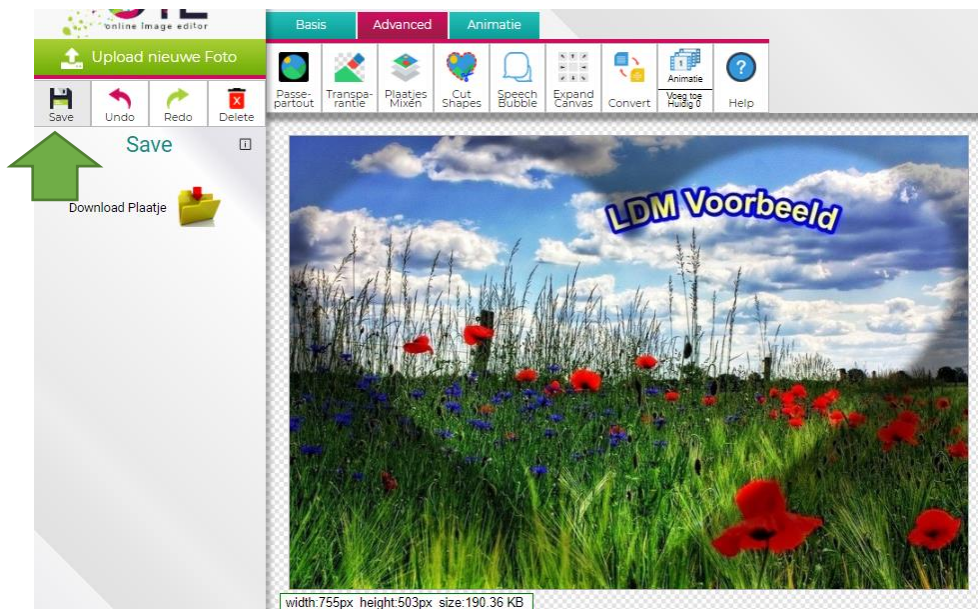 online image editor
Upload nieuwe Foto
Save
Undo
Redo
Delete
Save
i
Download Plaatje
Basis
Advanced
Animatie
Passe-
partout
Transpa-
rantie
Plaatjes
Mixen
Cut
Shapes
Speech
Bubble
Expand
Canvas
Convert
1
Animatie
Voeg toe
Huidig 0
?
Help
LDM Voorbeeld
width:755px height:503px size:190.36 KB